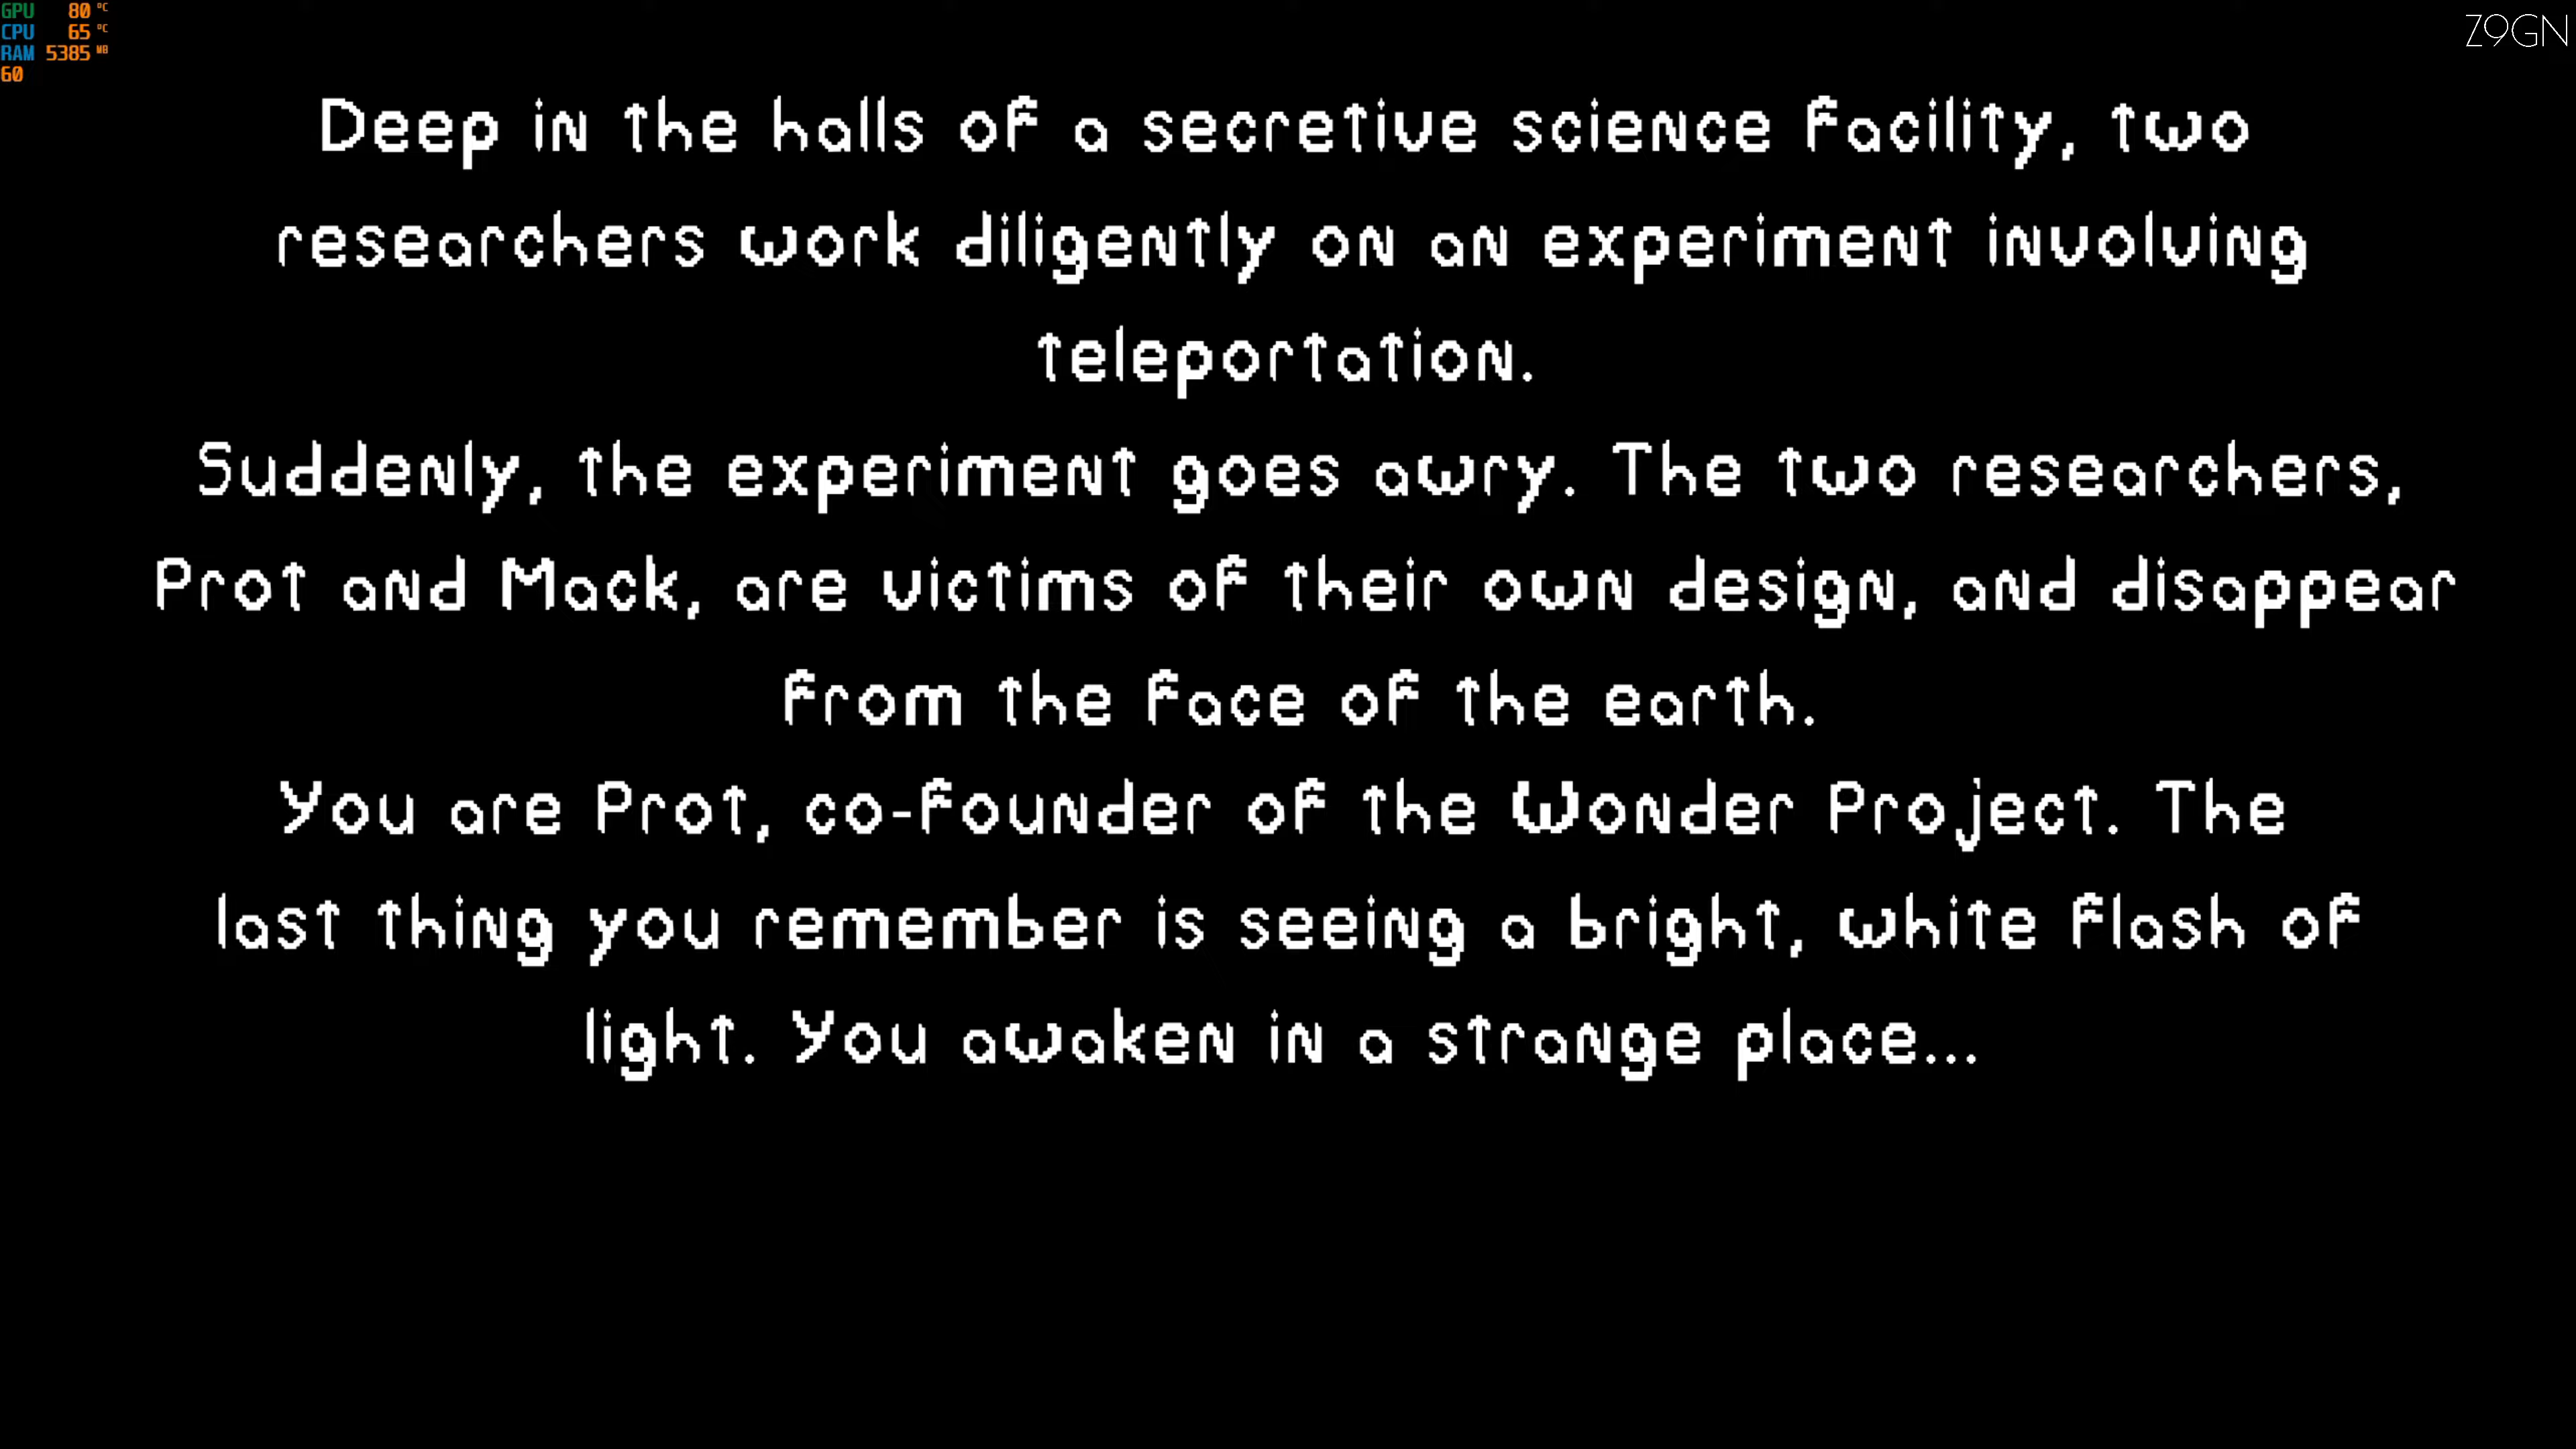 GPU 80 °C
CPU 65 °C
RAM 5385 MB
60
Z9GN
Deep in the halls of a secretive science facility, two
researchers work diligently on an experiment involving
teleportation.
Suddenly, the experiment goes awry. The two researchers,
Prot and Mack, are victims of their own design, and disappear
from the face of the earth.
You are Prot, co-founder of the Wonder Project. The
last thing you remember is seeing a bright, white flash of
light. You awaken in a strange place...